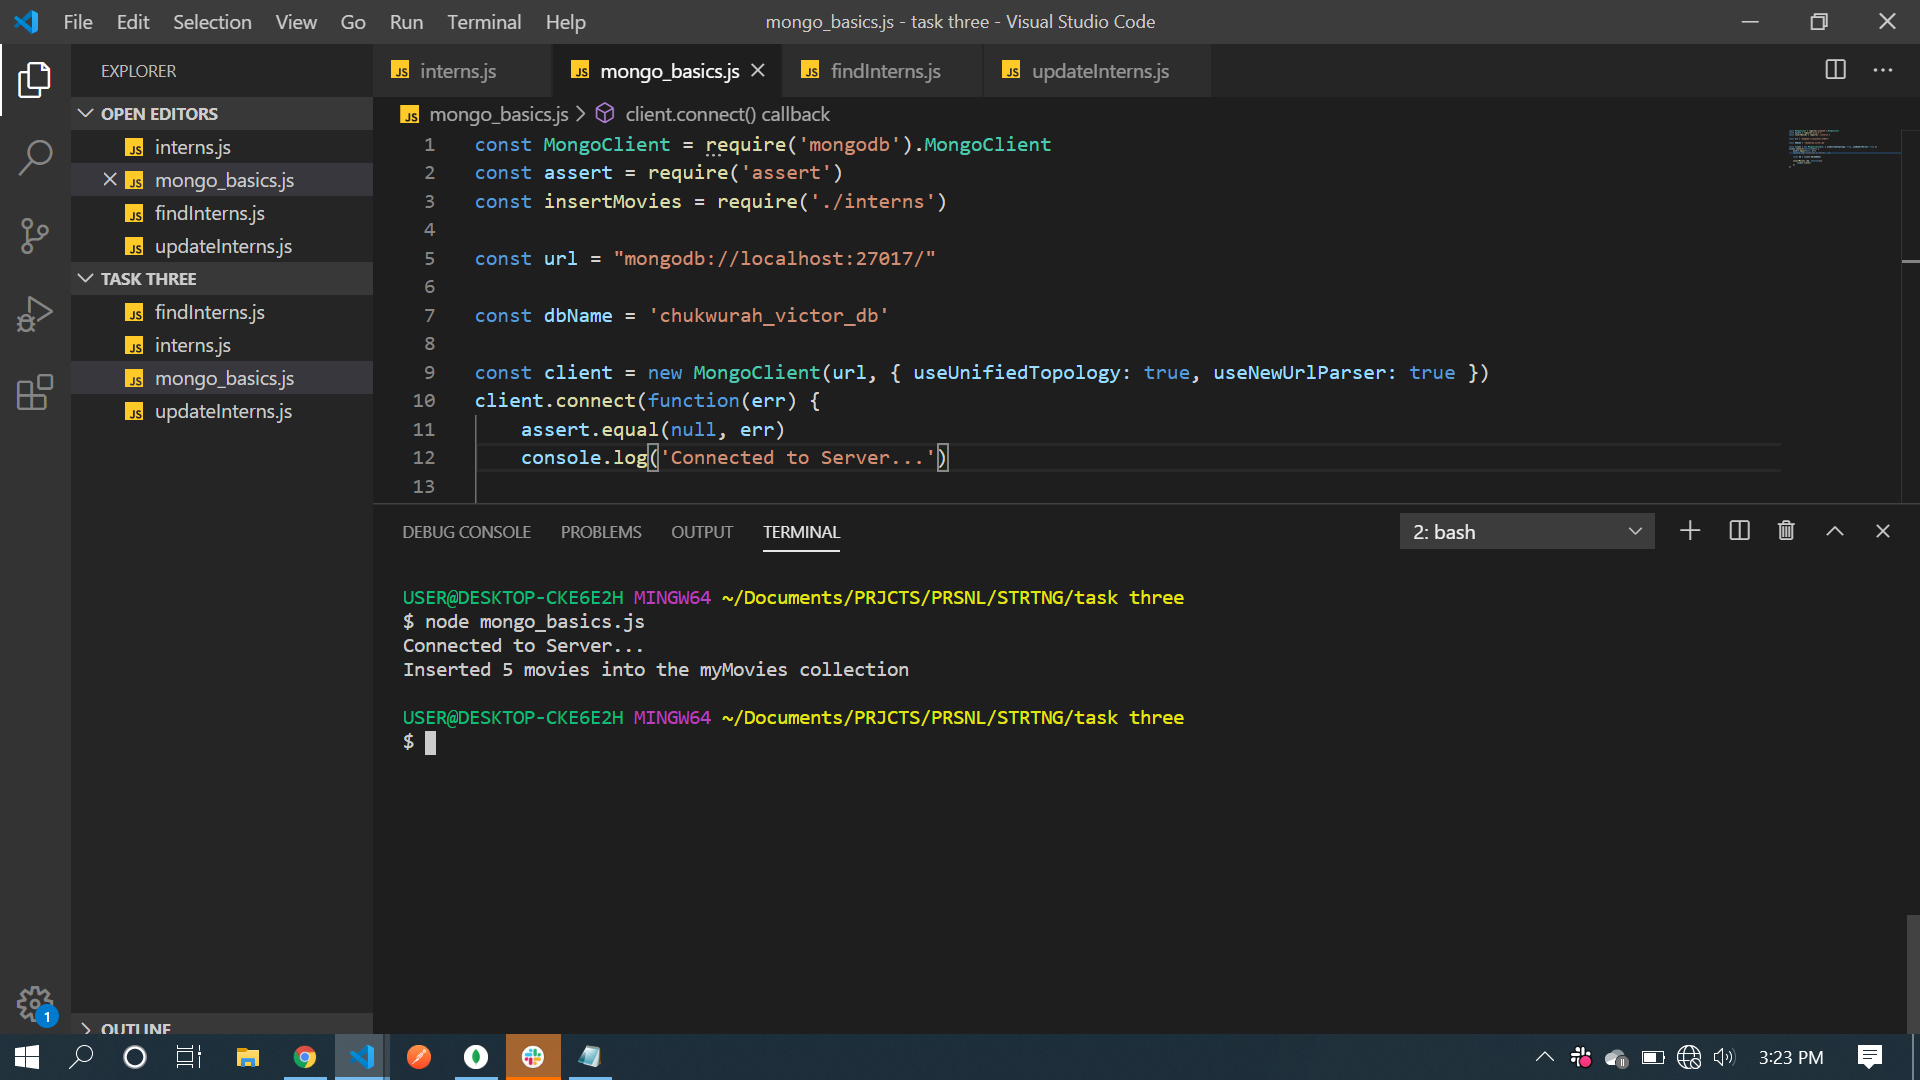 File Edit Selection View Go Run Terminal Help
mongo_basics.js - task three - Visual Studio Code
EXPLORER
OPEN EDITORS
interns.js
mongo_basics.js
findInterns.js
updateInterns.js
TASK THREE
findInterns.js
interns.js
mongo_basics.js
updateInterns.js
OUTLINE
1
interns.js mongo_basics.js findInterns.js updateInterns.js
mongo_basics.js > client.connect() callback
1 const MongoClient = require('mongodb').MongoClient
2 const assert = require('assert')
3 const insertMovies = require('./interns')
4
5 const url = "mongodb://localhost:27017/"
6
7 const dbName = 'chukwurah_victor_db'
8
9 const client = new MongoClient(url, { useUnifiedTopology: true, useNewUrlParser: true })
10 client.connect(function(err) {
11 assert.equal(null, err)
12 console.log('Connected to Server...')
13
DEBUG CONSOLE PROBLEMS OUTPUT TERMINAL
2: bash
USER@DESKTOP-CKE6E2H MINGW64 ~/Documents/PRJCTS/PRSNL/STRTNG/task three
$ node mongo_basics.js
Connected to Server...
Inserted 5 movies into the myMovies collection
USER@DESKTOP-CKE6E2H MINGW64 ~/Documents/PRJCTS/PRSNL/STRTNG/task three
$
3:23 PM